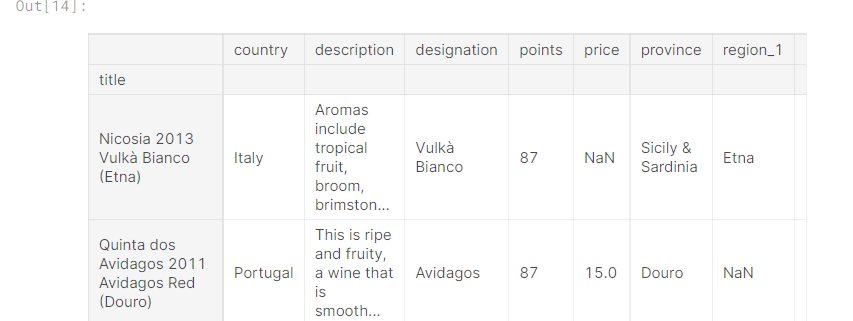 Out[14]:
country description designation points price province region_1
title
Nicosia 2013
Vulkà Bianco
(Etna)
Italy
Aromas
include
tropical
fruit,
broom,
brimston...
Vulkà
Bianco
87
NaN
Sicily &
Sardinia
Etna
Quinta dos
Avidagos 2011
Avidagos Red
(Douro)
Portugal
This is ripe
and fruity,
a wine that
is
smooth...
Avidagos
87
15.0
Douro
NaN